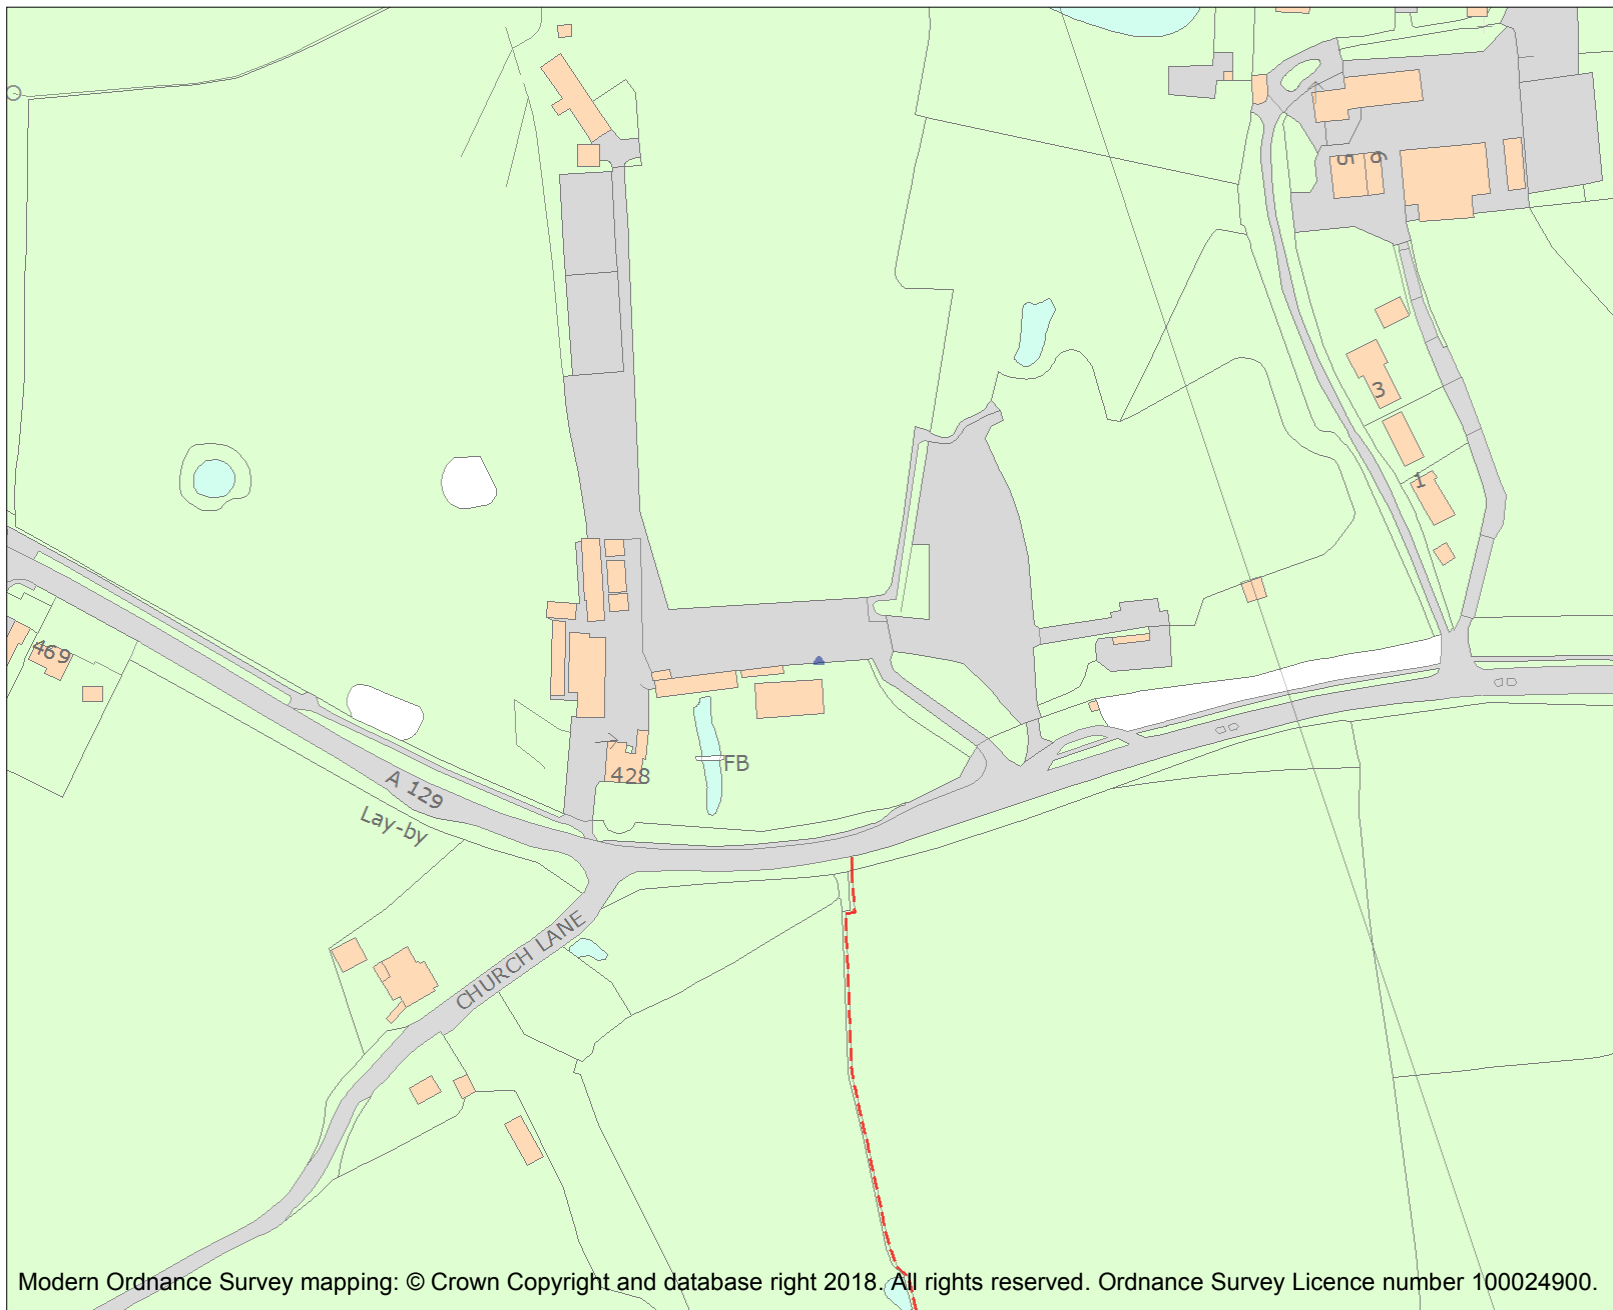 5
6
3
1
469
FB
428
A 129
Lay-by
CHURCH LANE
Modern Ordnance Survey mapping: © Crown Copyright and database right 2018. All rights reserved. Ordnance Survey Licence number 100024900.